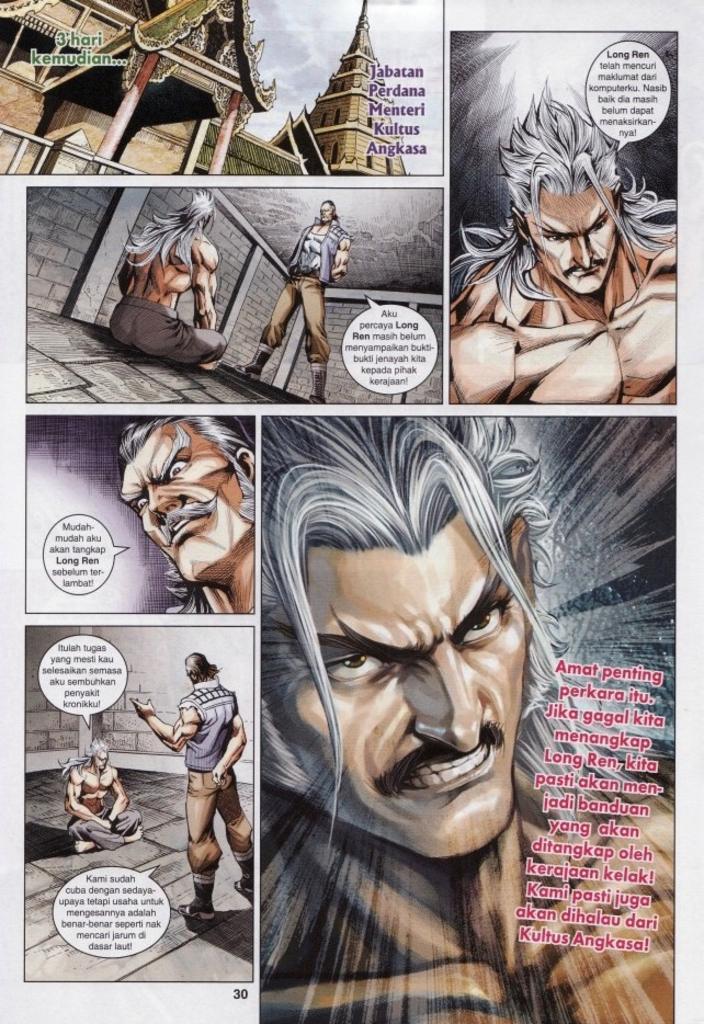 3 hari
kemudian...
Jabatan
Perdana
Menteri
Kultus
Angkasa
Long Ren
telah mencuri
maklumat dari
komputerku. Nasib
baik dia masih
belum dapat
menaksirkan-
nya!
Aku
percaya Long
Ren masih belum
menyampaikan bukti-
bukti jenayah kita
kepada pihak
kerajaan!
Mudah-
mudah aku
akan tangkap
Long Ren
sebelum ter-
lambat!
Amat penting
perkara itu.
Jika gagal kita
menangkap
Long Ren, kita
pasti akan men-
jadi banduan
yang akan
ditangkap oleh
kerajaan kelak!
Kami pasti juga
akan dihalau dari
Kultus Angkasa!
Itulah tugas
yang mesti kau
selesaikan semasa
aku sembuhkan
penyakit
kronikku!
Kami sudah
cuba dengan sedaya-
upaya tetapi usaha untuk
mengesannya adalah
benar-benar seperti nak
mencari jarum di
dasar laut!
30